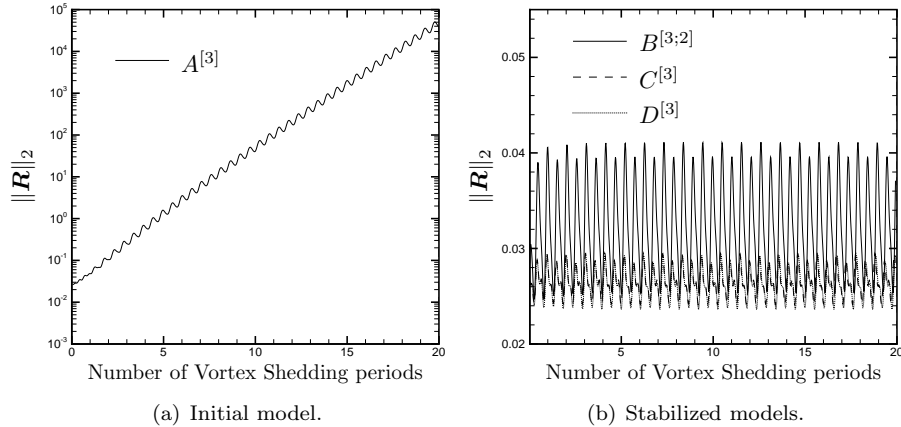 10^5
10^4
10^3
10^2
10^1
10^0
10^-1
10^-2
10^-3
||R||_2
A^[3]
0 5 10 15 20
Number of Vortex Shedding periods
(a) Initial model.
0.05
0.04
0.03
0.02
||R||_2
B^[3;2]
C^[3]
D^[3]
5 10 15 20
Number of Vortex Shedding periods
(b) Stabilized models.